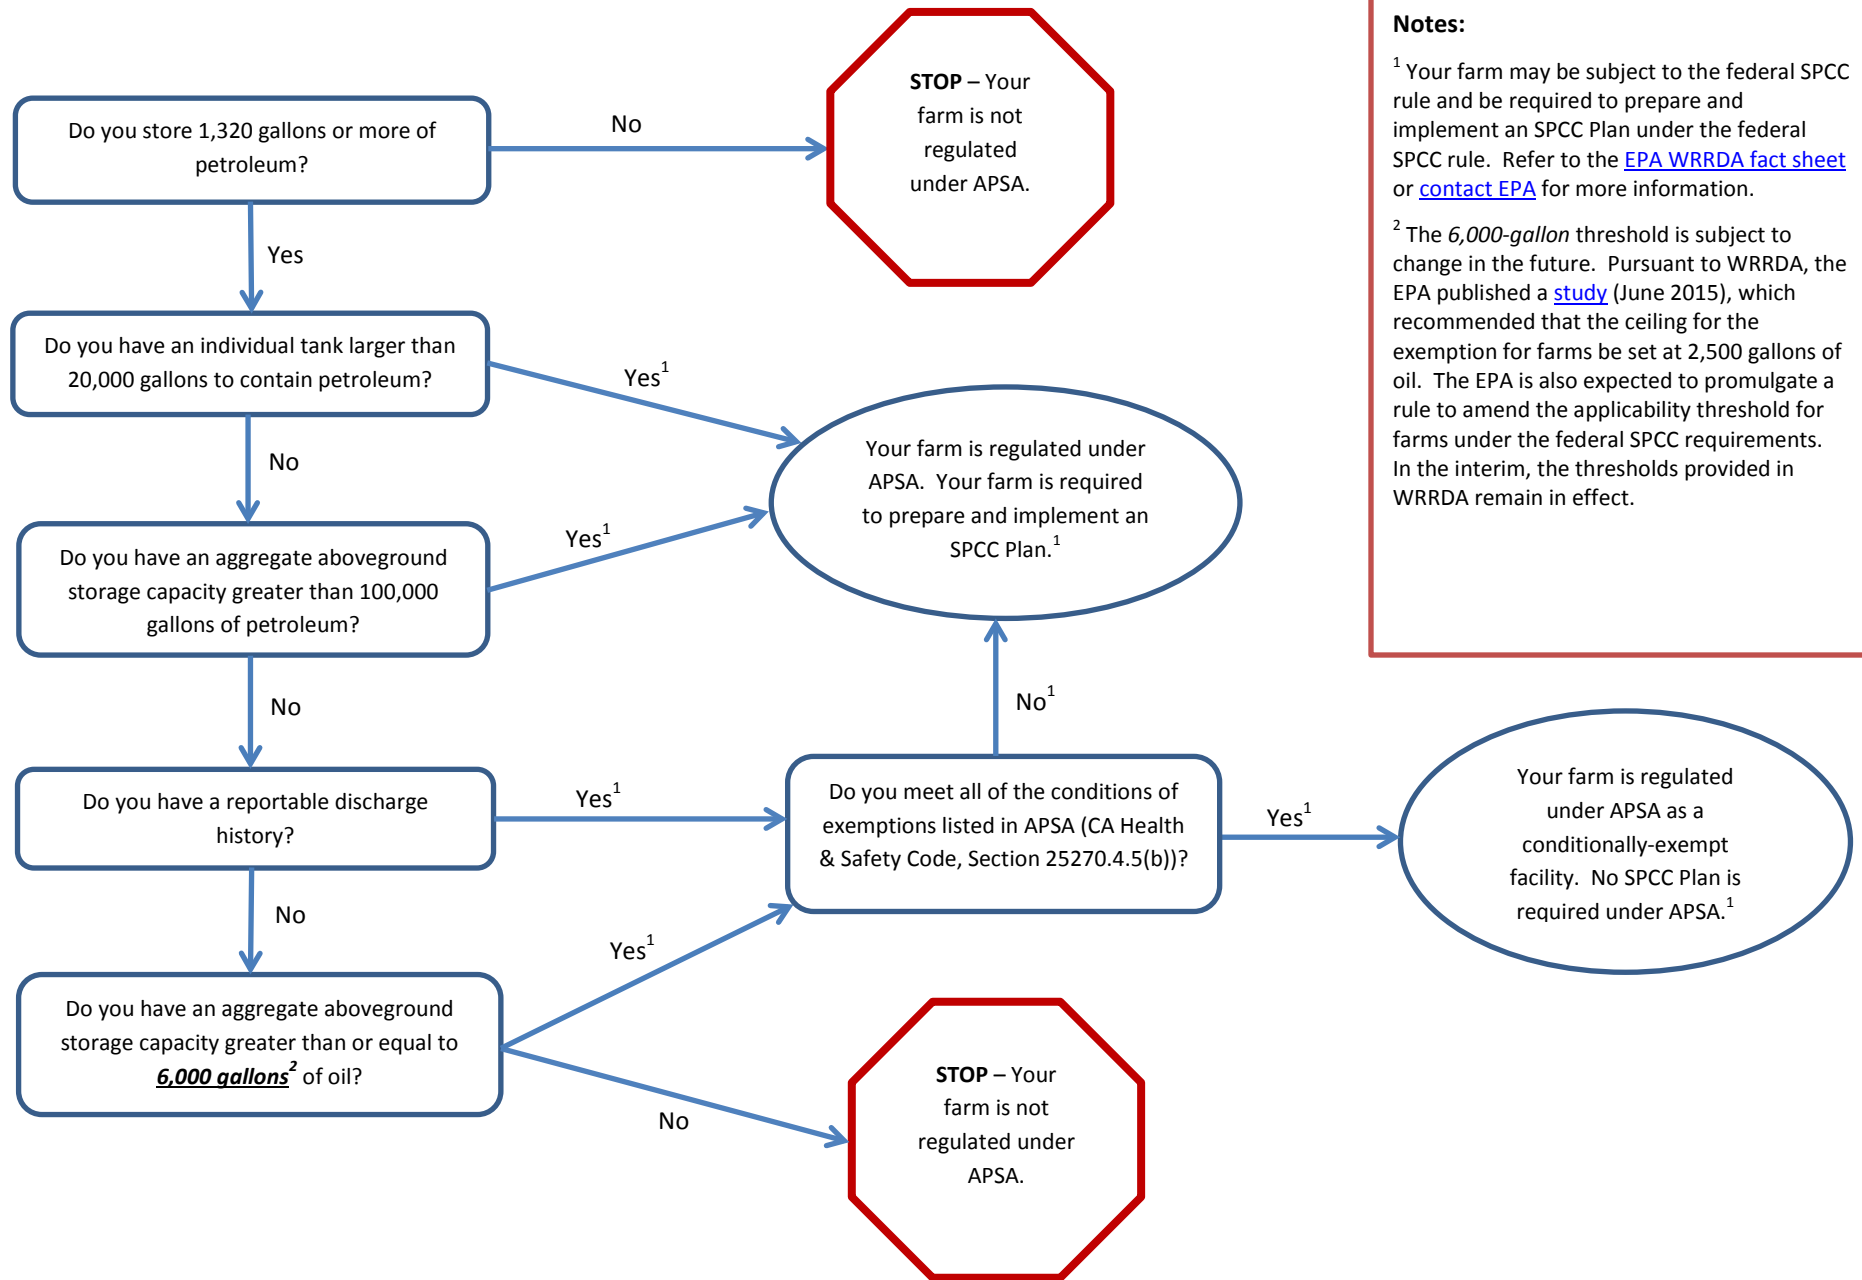 Do you store 1,320 gallons or more of
petroleum?
No
STOP – Your
farm is not
regulated
under APSA.
Yes
Do you have an individual tank larger than
20,000 gallons to contain petroleum?
Yes1
No
Your farm is regulated under
APSA.  Your farm is required
to prepare and implement an
SPCC Plan.1
Do you have an aggregate aboveground
storage capacity greater than 100,000
gallons of petroleum?
Yes1
No
No1
Do you have a reportable discharge
history?
Yes1
Do you meet all of the conditions of
exemptions listed in APSA (CA Health
& Safety Code, Section 25270.4.5(b))?
Yes1
Your farm is regulated
under APSA as a
conditionally-exempt
facility.  No SPCC Plan is
required under APSA.1
No
Yes1
Do you have an aggregate aboveground
storage capacity greater than or equal to
6,000 gallons2 of oil?
No
STOP – Your
farm is not
regulated under
APSA.
Notes:
1 Your farm may be subject to the federal SPCC
rule and be required to prepare and
implement an SPCC Plan under the federal
SPCC rule.  Refer to the EPA WRRDA fact sheet
or contact EPA for more information.
2 The 6,000-gallon threshold is subject to
change in the future.  Pursuant to WRRDA, the
EPA published a study (June 2015), which
recommended that the ceiling for the
exemption for farms be set at 2,500 gallons of
oil.  The EPA is also expected to promulgate a
rule to amend the applicability threshold for
farms under the federal SPCC requirements.
In the interim, the thresholds provided in
WRRDA remain in effect.